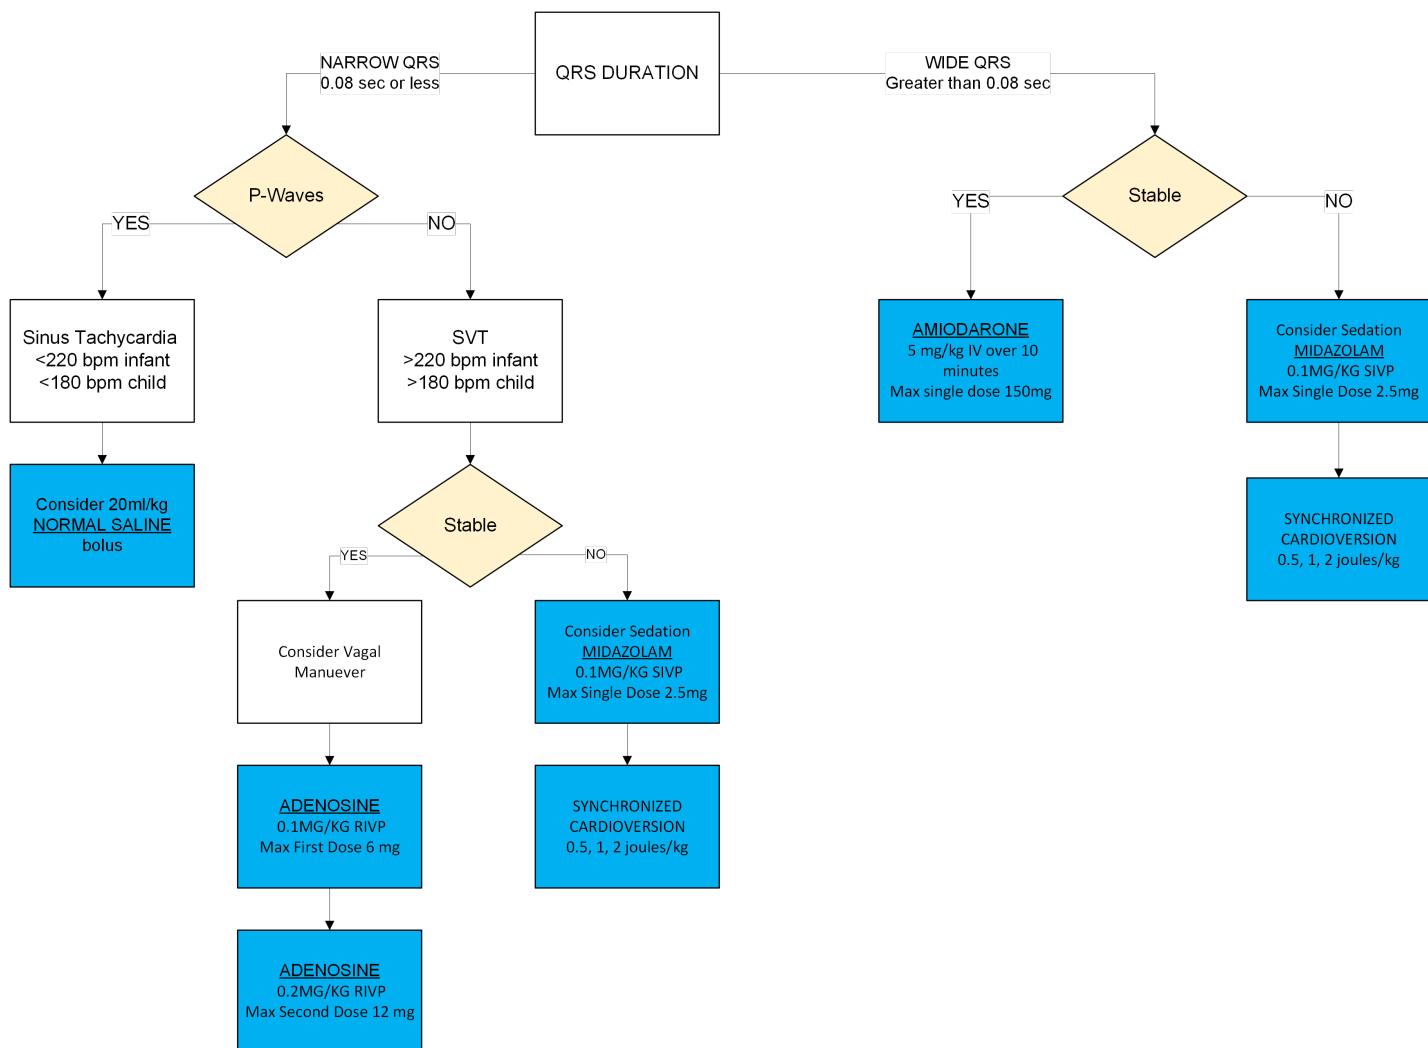 QRS DURATION
NARROW QRS
0.08 sec or less
WIDE QRS
Greater than 0.08 sec
P-Waves
Stable
YES
NO
YES
NO
Sinus Tachycardia
<220 bpm infant
<180 bpm child
SVT
>220 bpm infant
>180 bpm child
AMIODARONE
5 mg/kg IV over 10
minutes
Max single dose 150mg
Consider Sedation
MIDAZOLAM
0.1MG/KG SIVP
Max Single Dose 2.5mg
Consider 20ml/kg
NORMAL SALINE
bolus
Stable
YES
NO
SYNCHRONIZED
CARDIOVERSION
0.5, 1, 2 joules/kg
Consider Vagal
Manuever
Consider Sedation
MIDAZOLAM
0.1MG/KG SIVP
Max Single Dose 2.5mg
ADENOSINE
0.1MG/KG RIVP
Max First Dose 6 mg
SYNCHRONIZED
CARDIOVERSION
0.5, 1, 2 joules/kg
ADENOSINE
0.2MG/KG RIVP
Max Second Dose 12 mg